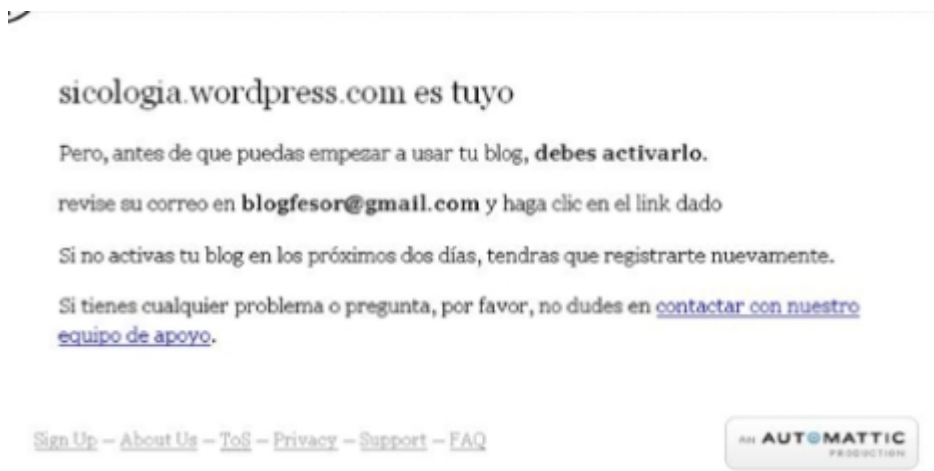 sicologia.wordpress.com es tuyo
Pero, antes de que puedas empezar a usar tu blog, debes activarlo.
revise su correo en blogfesor@gmail.com y haga clic en el link dado
Si no activas tu blog en los próximos dos días, tendras que registrarte nuevamente.
Si tienes cualquier problema o pregunta, por favor, no dudes en contactar con nuestro
equipo de apoyo.
Sign Up – About Us – ToS – Privacy – Support – FAQ
AN AUTOMATTIC
PRODUCTION